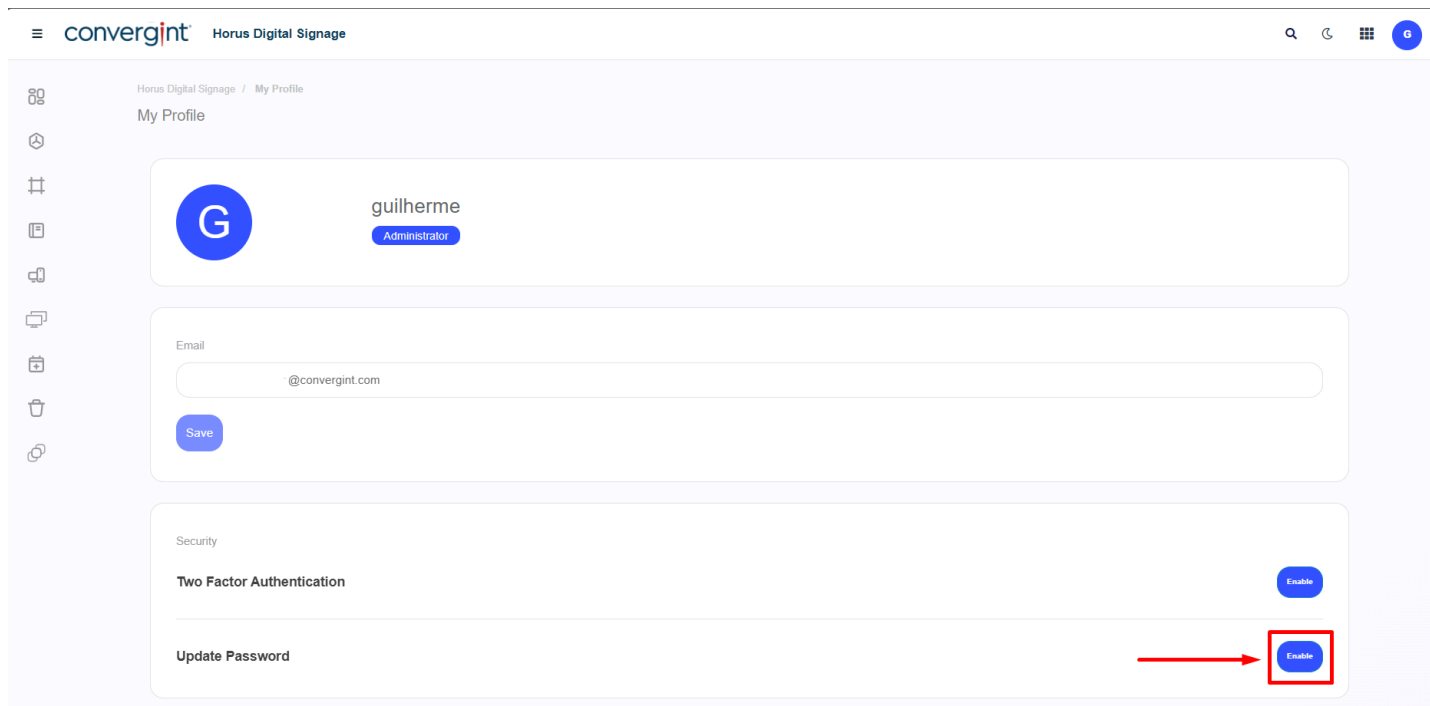 convergint
Horus Digital Signage
G
Horus Digital Signage / My Profile
My Profile
G
guilherme
Administrator
Email
@convergint.com
Save
Security
Two Factor Authentication
Enable
Update Password
Enable